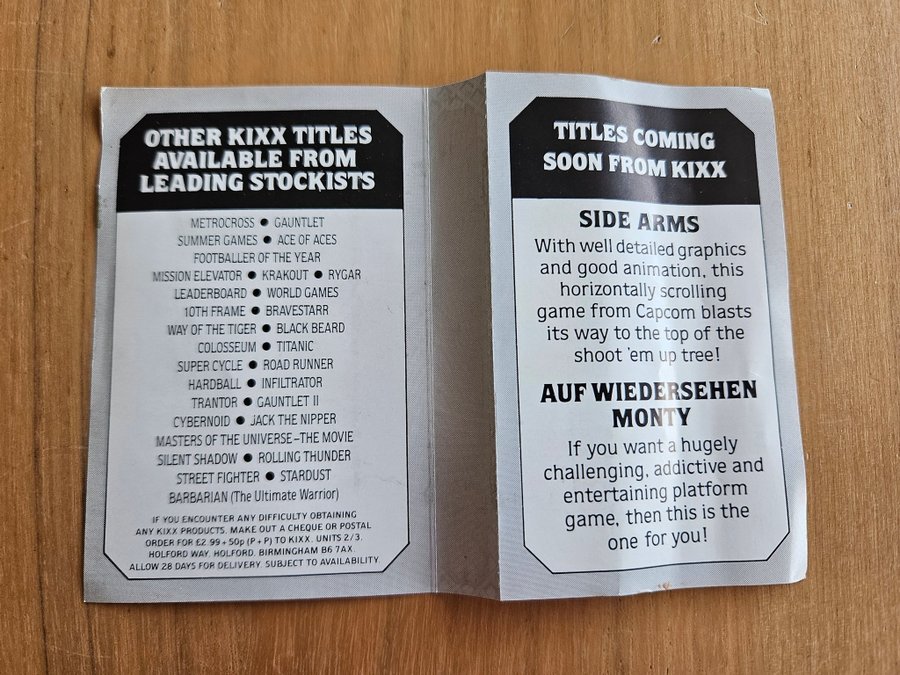 OTHER KIXX TITLES
AVAILABLE FROM
LEADING STOCKISTS
METROCROSS ● GAUNTLET
SUMMER GAMES ● ACE OF ACES
FOOTBALLER OF THE YEAR
MISSION ELEVATOR ● KRAKOUT ● RYGAR
LEADERBOARD ● WORLD GAMES
10TH FRAME ● BRAVESTARR
WAY OF THE TIGER ● BLACK BEARD
COLOSSEUM ● TITANIC
SUPER CYCLE ● ROAD RUNNER
HARDBALL ● INFILTRATOR
TRANTOR ● GAUNTLET II
CYBERNOID ● JACK THE NIPPER
MASTERS OF THE UNIVERSE–THE MOVIE
SILENT SHADOW ● ROLLING THUNDER
STREET FIGHTER ● STARDUST
BARBARIAN (The Ultimate Warrior)
IF YOU ENCOUNTER ANY DIFFICULTY OBTAINING
ANY KIXX PRODUCTS. MAKE OUT A CHEQUE OR POSTAL
ORDER FOR £2.99 + 50p (P + P) TO KIXX. UNITS 2/3.
HOLFORD WAY. HOLFORD. BIRMINGHAM B6 7AX.
ALLOW 28 DAYS FOR DELIVERY. SUBJECT TO AVAILABILITY.
TITLES COMING
SOON FROM KIXX
SIDE ARMS
With well detailed graphics
and good animation, this
horizontally scrolling
game from Capcom blasts
its way to the top of the
shoot 'em up tree!
AUF WIEDERSEHEN
MONTY
If you want a hugely
challenging, addictive and
entertaining platform
game, then this is the
one for you!